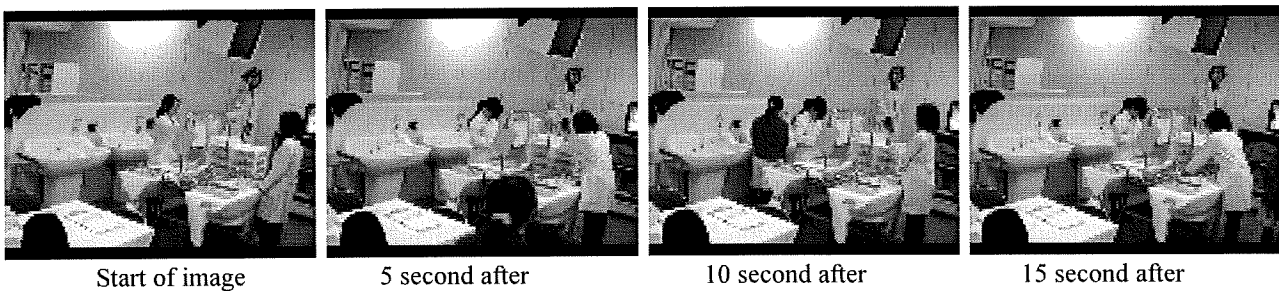 Start of image
5 second after
10 second after
15 second after